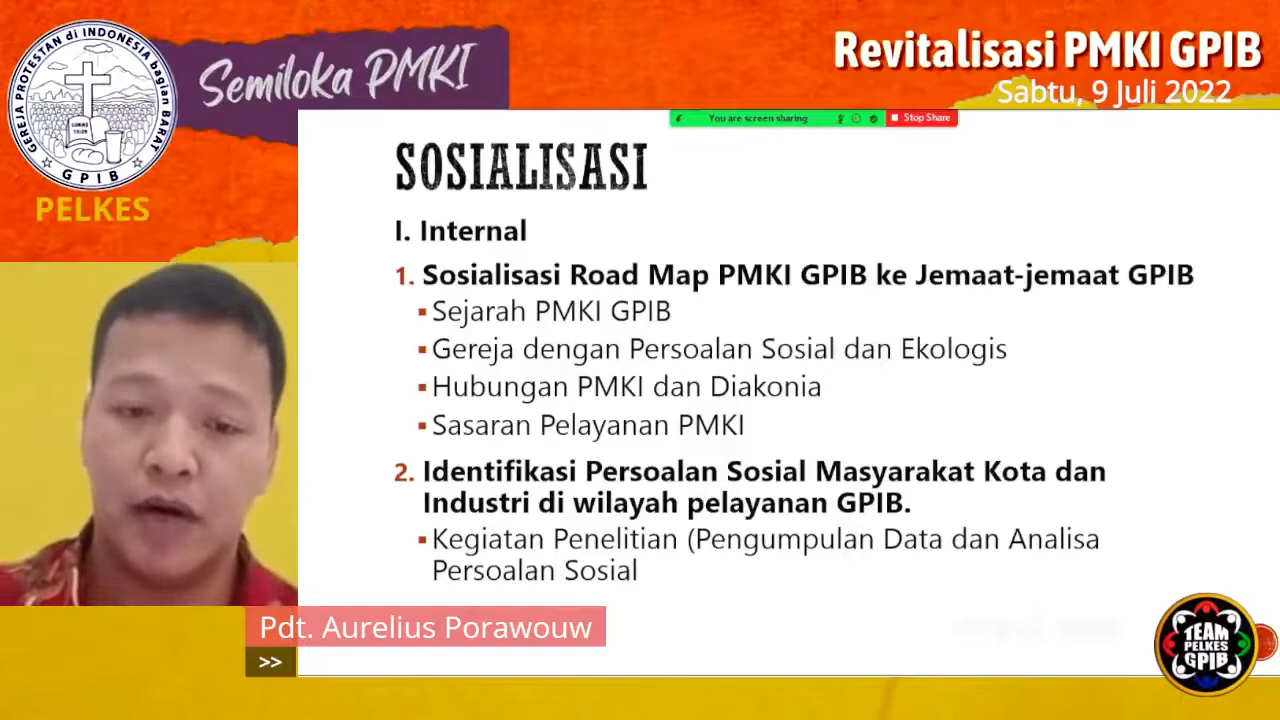 GEREJA PROTESTAN di INDONESIA bagian BARAT
LUKAS
GPIB
PELKES
Semiloka PMKI
Revitalisasi PMKI GPIB
Sabtu, 9 Juli 2022
You are screen sharing
Stop Share
SOSIALISASI
I. Internal
1. Sosialisasi Road Map PMKI GPIB ke Jemaat-jemaat GPIB
▪ Sejarah PMKI GPIB
▪ Gereja dengan Persoalan Sosial dan Ekologis
▪ Hubungan PMKI dan Diakonia
▪ Sasaran Pelayanan PMKI
2. Identifikasi Persoalan Sosial Masyarakat Kota dan
Industri di wilayah pelayanan GPIB.
▪ Kegiatan Penelitian (Pengumpulan Data dan Analisa
Persoalan Sosial
Pdt. Aurelius Porawouw
>>
TEAM
PELKES
GPIB